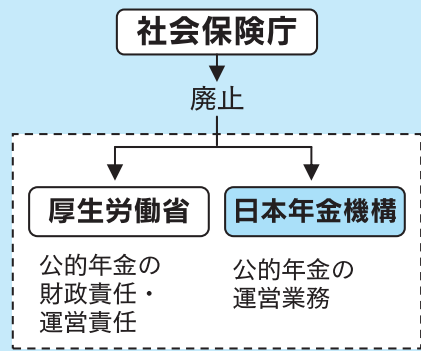 社会保険庁
廃止
厚生労働省
公的年金の
財政責任・
運営責任
日本年金機構
公的年金の
運営業務